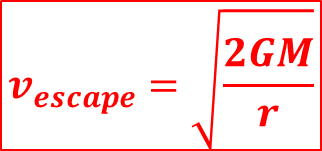 v_escape = √(2GM/r)